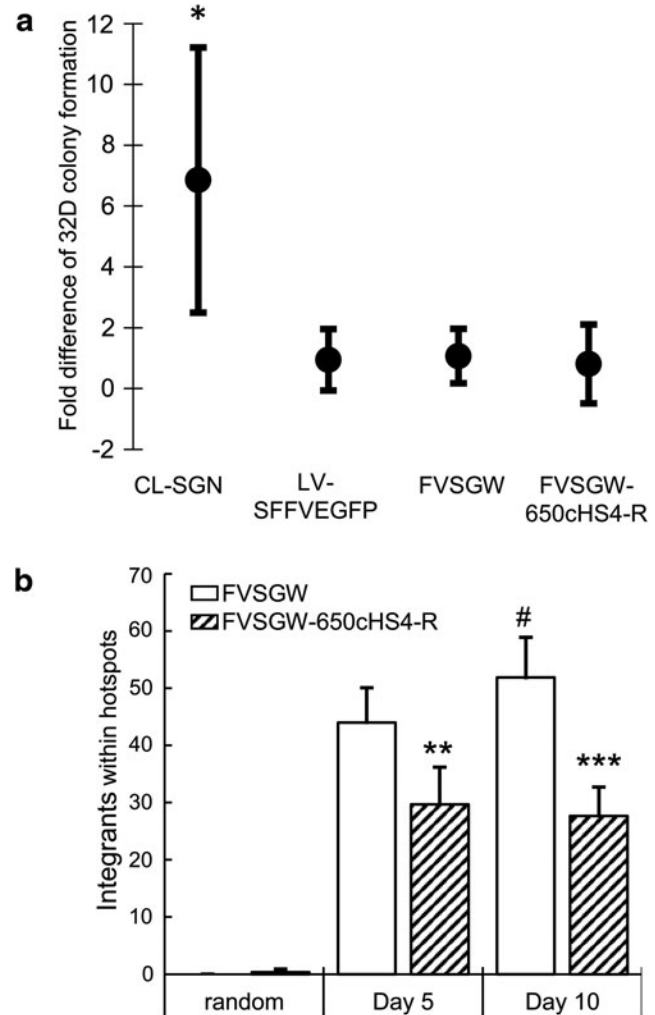 a
*
Fold difference of 32D colony formation
12
10
8
6
4
2
0
-2
CL-SGN
LV-
SFFVEGFP
FVSGW
FVSGW-
650cHS4-R
b
Integrants within hotspots
70
60
50
40
30
20
10
0
FVSGW
FVSGW-650cHS4-R
**
#
***
random
Day 5
Day 10